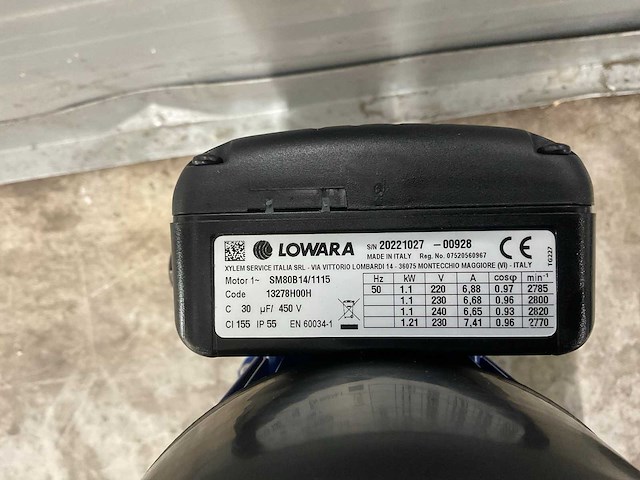 LOWARA S/N 20221027 -00928 CE
MADE IN ITALY Reg. No. 07520560967
XYLEM SERVICE ITALIA SRL - VIA VITTORIO LOMBARDI 14 - 36075 MONTECCHIO MAGGIORE (VI) - ITALY
TG227
Motor 1~ SM80B14/1115
Code 13278H00H
C 30 µF/ 450 V
CI 155 IP 55 EN 60034-1
Hz kW V A cosφ min⁻¹
50 1.1 220 6,88 0.97 2785
1.1 230 6,68 0.96 2800
1.1 240 6,65 0.93 2820
1.21 230 7,41 0.96 2770